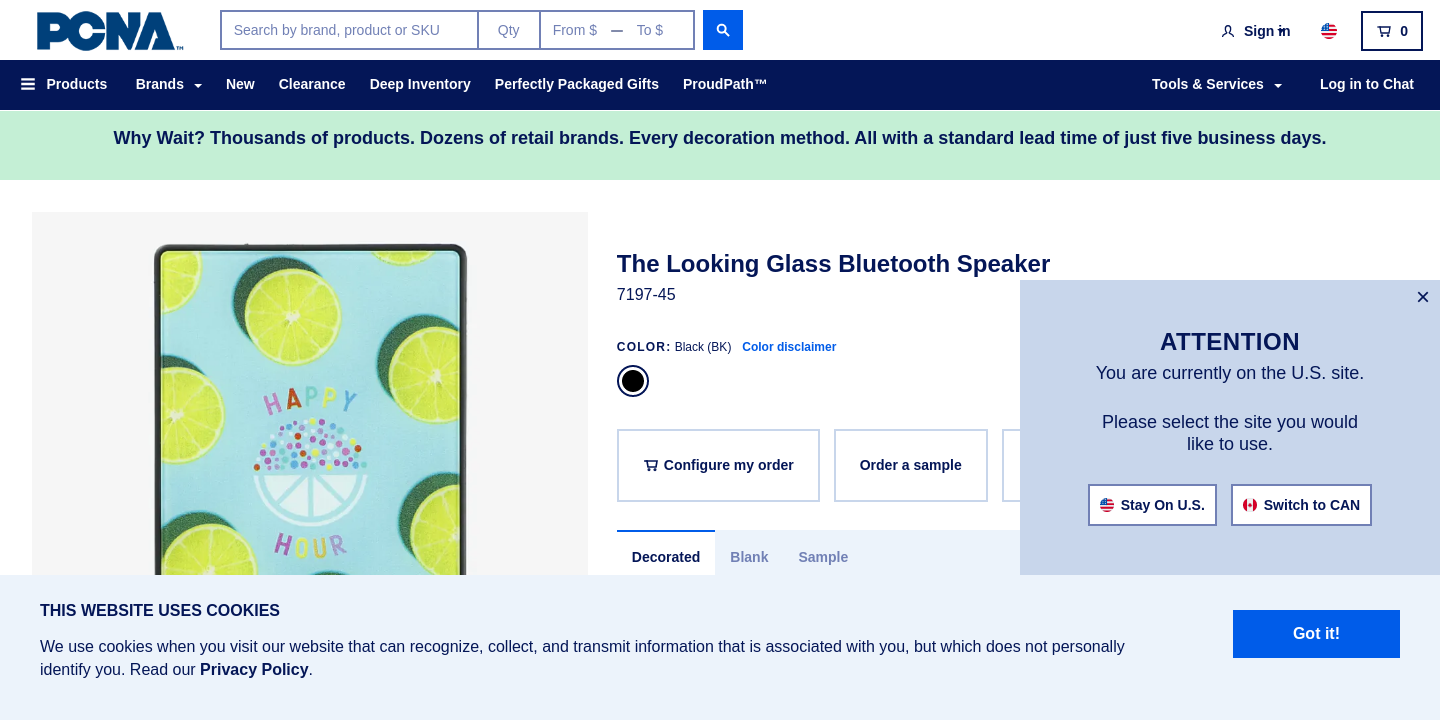 PCNA™
Search by brand, product or SKU
Qty
From $ — To $
Sign in
0
Products
Brands
New
Clearance
Deep Inventory
Perfectly Packaged Gifts
ProudPath™
Tools & Services
Log in to Chat
Why Wait? Thousands of products. Dozens of retail brands. Every decoration method. All with a standard lead time of just five business days.
HAPPY
HOUR
The Looking Glass Bluetooth Speaker
7197-45
COLOR: Black (BK) Color disclaimer
Configure my order
Order a sample
Decorated
Blank
Sample
×
ATTENTION
You are currently on the U.S. site.
Please select the site you would
like to use.
Stay On U.S.
Switch to CAN
THIS WEBSITE USES COOKIES
We use cookies when you visit our website that can recognize, collect, and transmit information that is associated with you, but which does not personally
identify you. Read our Privacy Policy.
Got it!